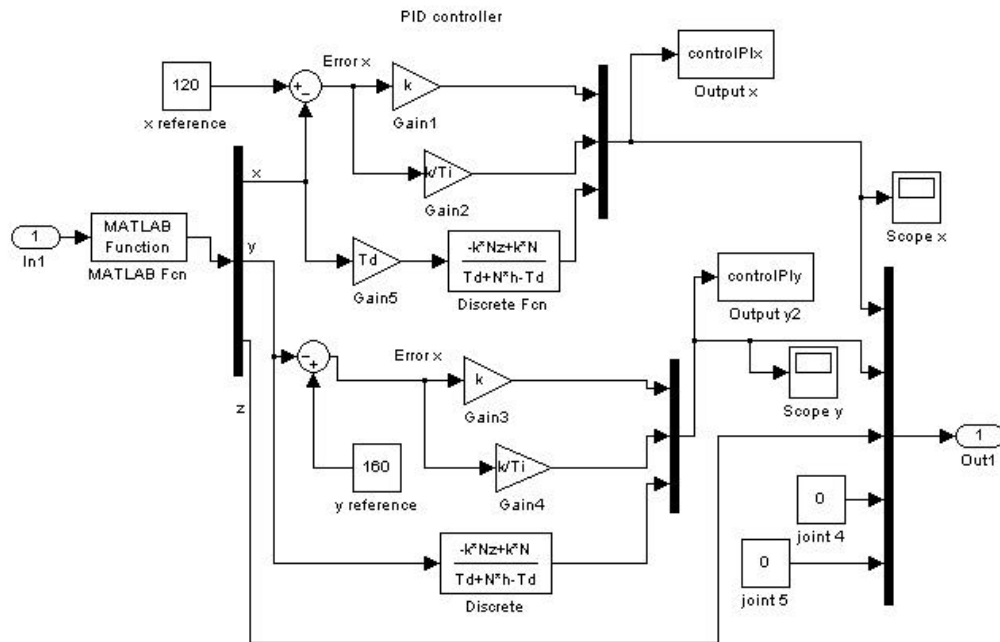 PID controller
120
x reference
+
−
Error x
k
Gain1
k/Ti
Gain2
controlPIx
Output x
Scope x
1
In1
MATLAB
Function
MATLAB Fcn
x
y
z
Td
Gain5
-k*Nz+k*N
Td+N*h-Td
Discrete Fcn
controlPIy
Output y2
Scope y
−
+
Error x
k
Gain3
k/Ti
Gain4
160
y reference
-k*Nz+k*N
Td+N*h-Td
Discrete
0
joint 4
0
joint 5
1
Out1